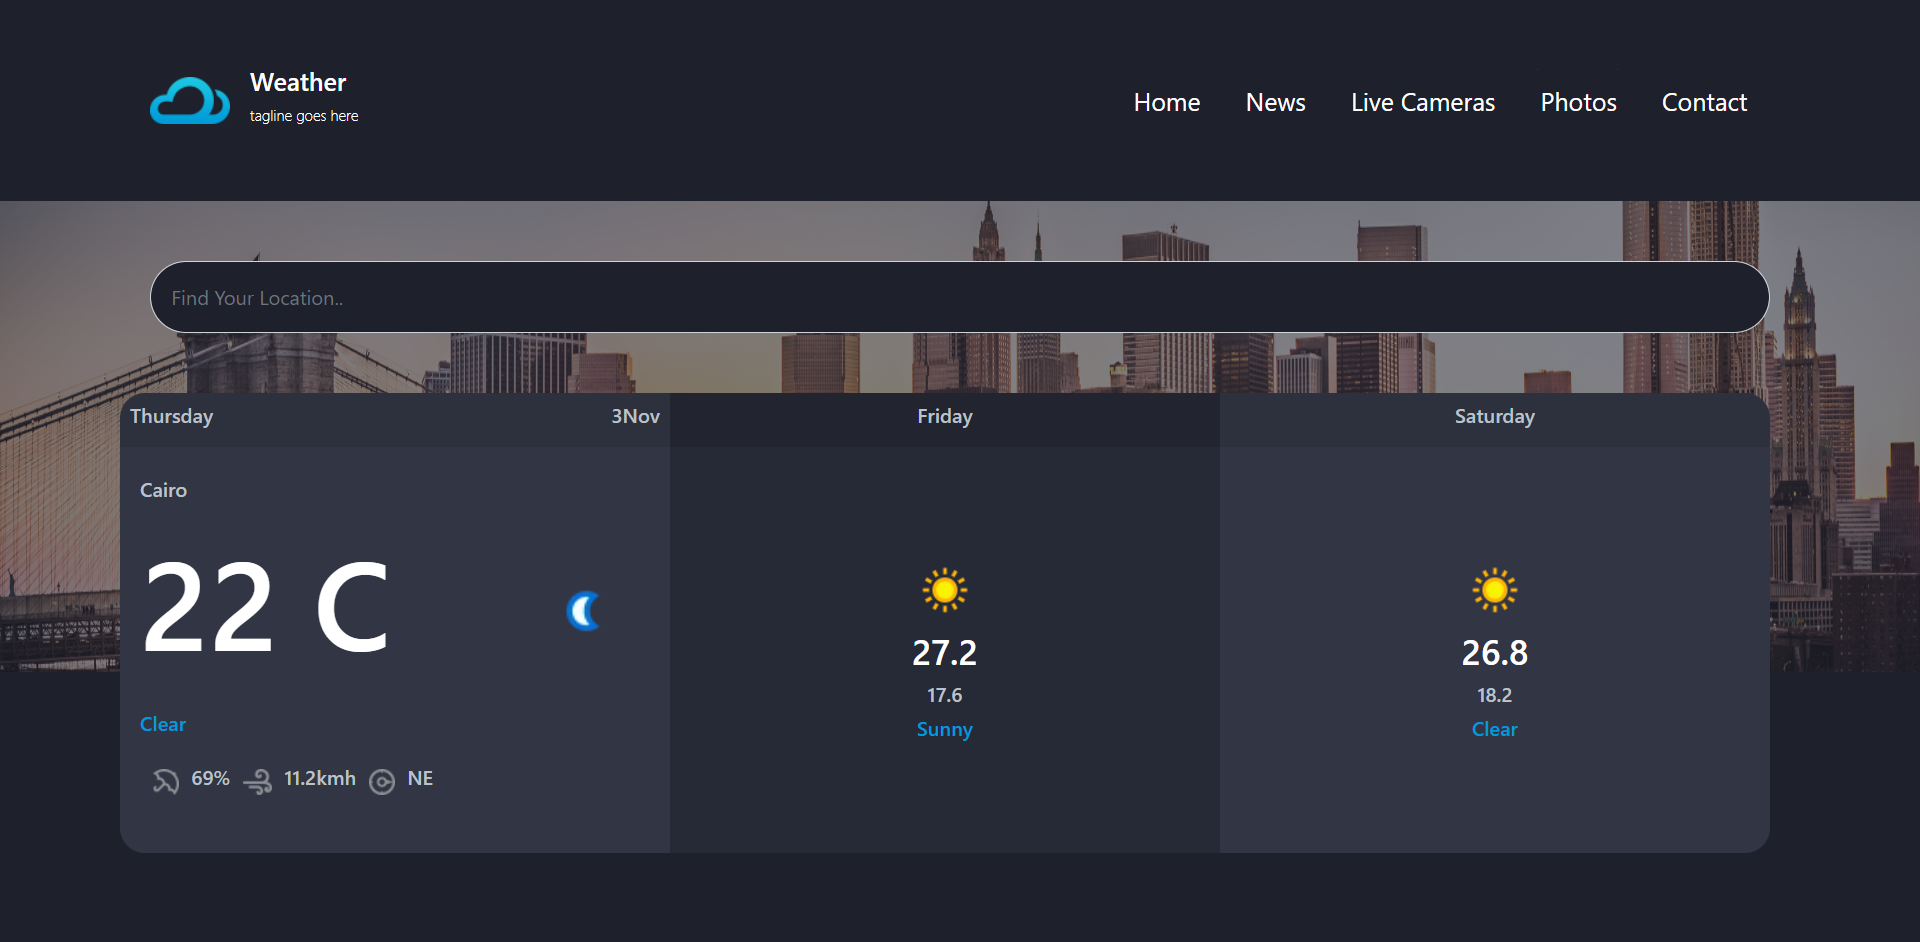 Weather
tagline goes here
Home News Live Cameras Photos Contact
Find Your Location..
Thursday 3Nov
Cairo
22 C
Clear
69% 11.2kmh NE
Friday
27.2
17.6
Sunny
Saturday
26.8
18.2
Clear